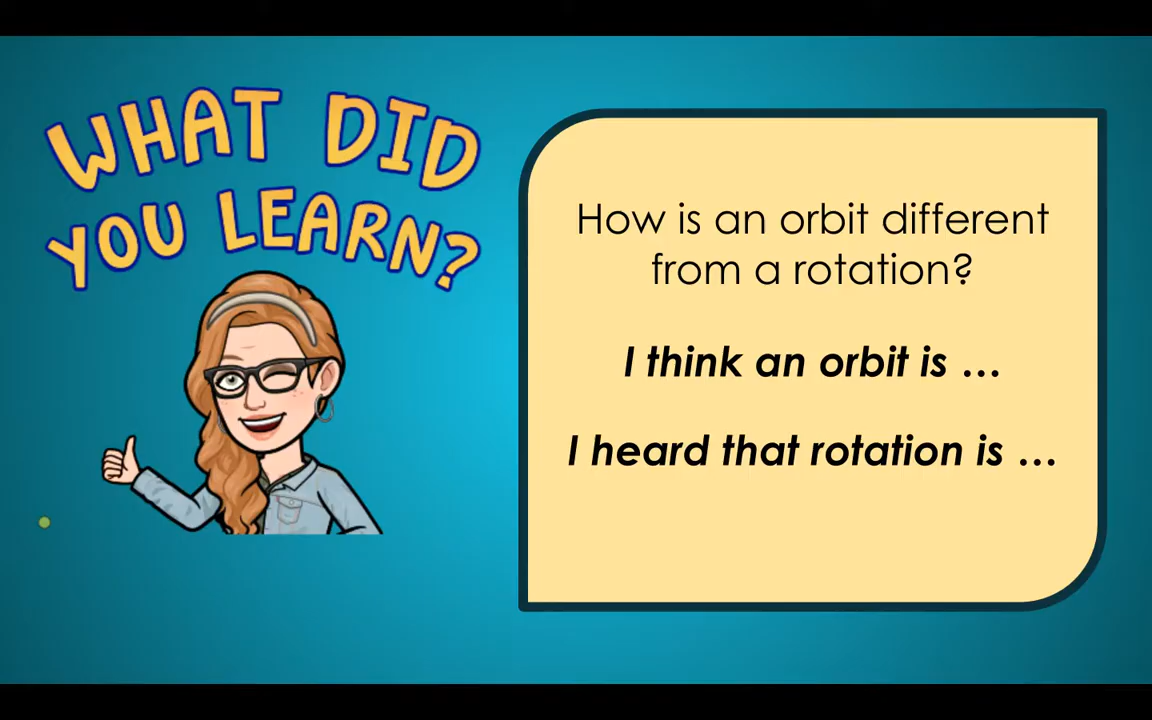 WHAT DID
YOU LEARN?
How is an orbit different
from a rotation?
I think an orbit is ...
I heard that rotation is ...